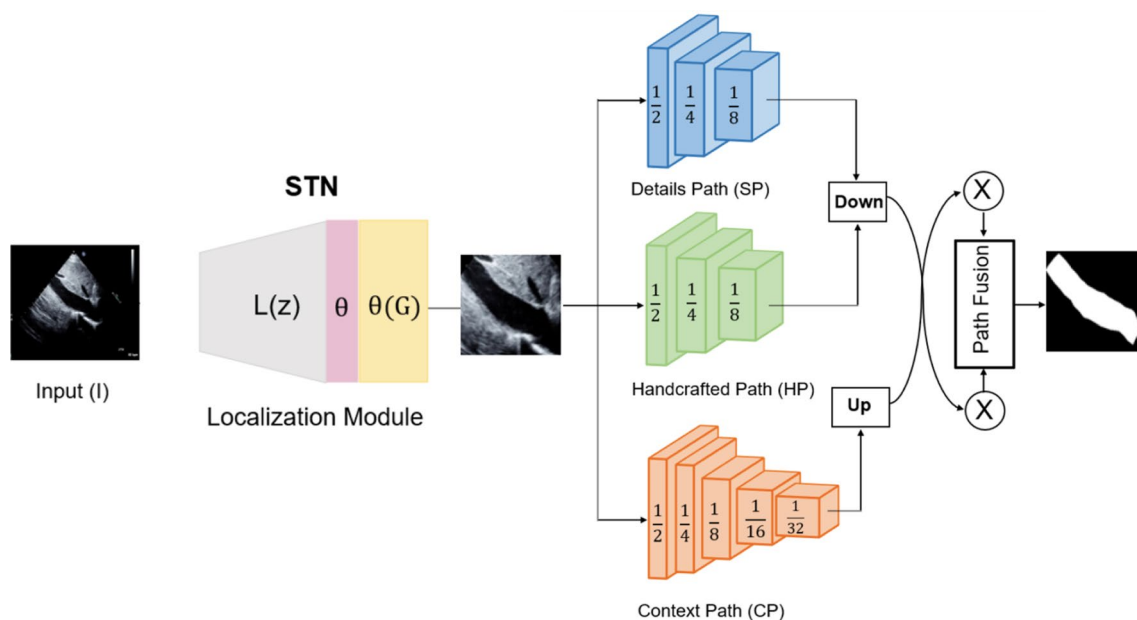 STN
L(z)
θ
θ(G)
Input (I)
Localization Module
1/2
1/4
1/8
Details Path (SP)
1/2
1/4
1/8
Handcrafted Path (HP)
1/2
1/4
1/8
1/16
1/32
Context Path (CP)
Down
Up
X
Path Fusion
X